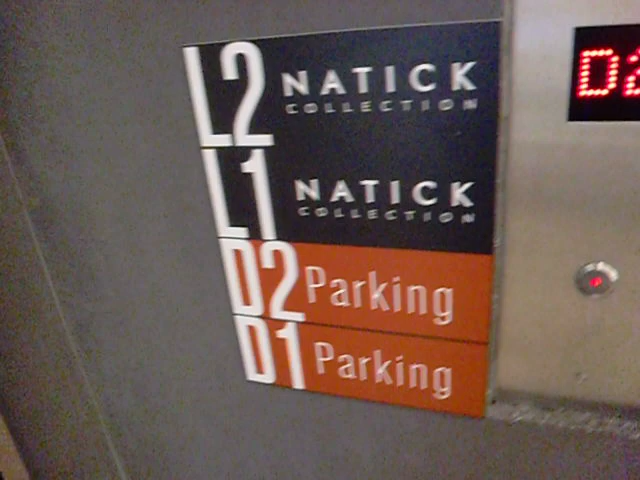 L2 NATICK
COLLECTION
L1 NATICK
COLLECTION
D2 Parking
D1 Parking
D2